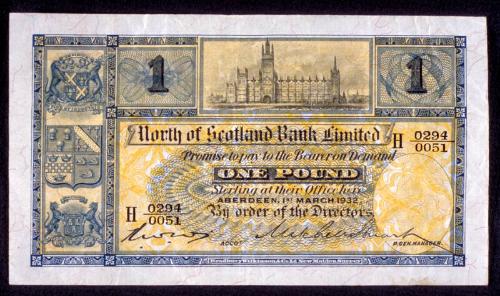 1 1
North of Scotland Bank Limited
H 0294/0051
Promise to pay to the Bearer on Demand
ONE POUND
Sterling at their Office here
ABERDEEN, 1ST MARCH 1932.
H 0294/0051
By order of the Directors,
ACCOT. P. GEN. MANAGER.
Bradbury Wilkinson & Co. Ld. New Malden, Surrey.